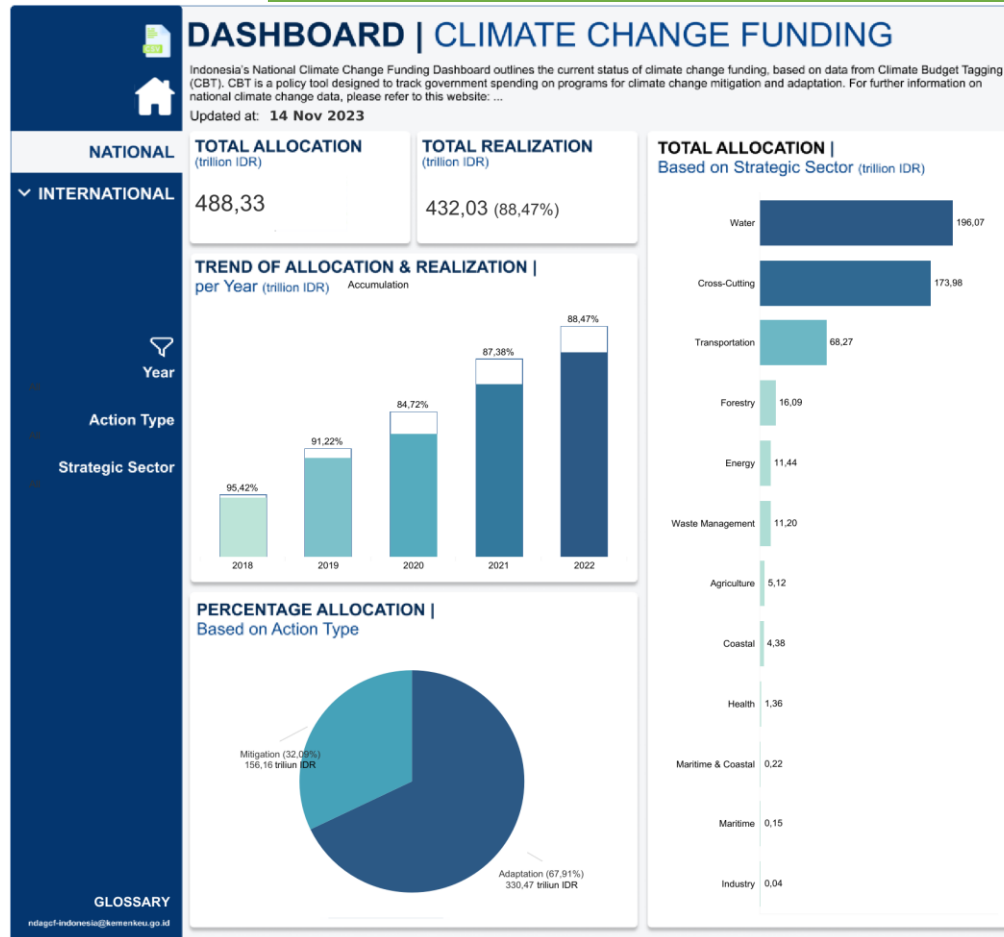 CSV
DASHBOARD | CLIMATE CHANGE FUNDING
Indonesia's National Climate Change Funding Dashboard outlines the current status of climate change funding, based on data from Climate Budget Tagging
(CBT). CBT is a policy tool designed to track government spending on programs for climate change mitigation and adaptation. For further information on
national climate change data, please refer to this website: ...
Updated at: 14 Nov 2023
NATIONAL
INTERNATIONAL
Year
Action Type
Strategic Sector
GLOSSARY
ndagcf-indonesia@kemenkeu.go.id
TOTAL ALLOCATION
(trillion IDR)
488,33
TOTAL REALIZATION
(trillion IDR)
432,03 (88,47%)
TREND OF ALLOCATION & REALIZATION |
per Year (trillion IDR) Accumulation
95,42%
91,22%
84,72%
87,38%
88,47%
2018
2019
2020
2021
2022
PERCENTAGE ALLOCATION |
Based on Action Type
Mitigation (32,09%)
156,16 triliun IDR
Adaptation (67,91%)
330,47 triliun IDR
TOTAL ALLOCATION |
Based on Strategic Sector (trillion IDR)
Water 196,07
Cross-Cutting 173,98
Transportation 68,27
Forestry 16,09
Energy 11,44
Waste Management 11,20
Agriculture 5,12
Coastal 4,38
Health 1,36
Maritime & Coastal 0,22
Maritime 0,15
Industry 0,04